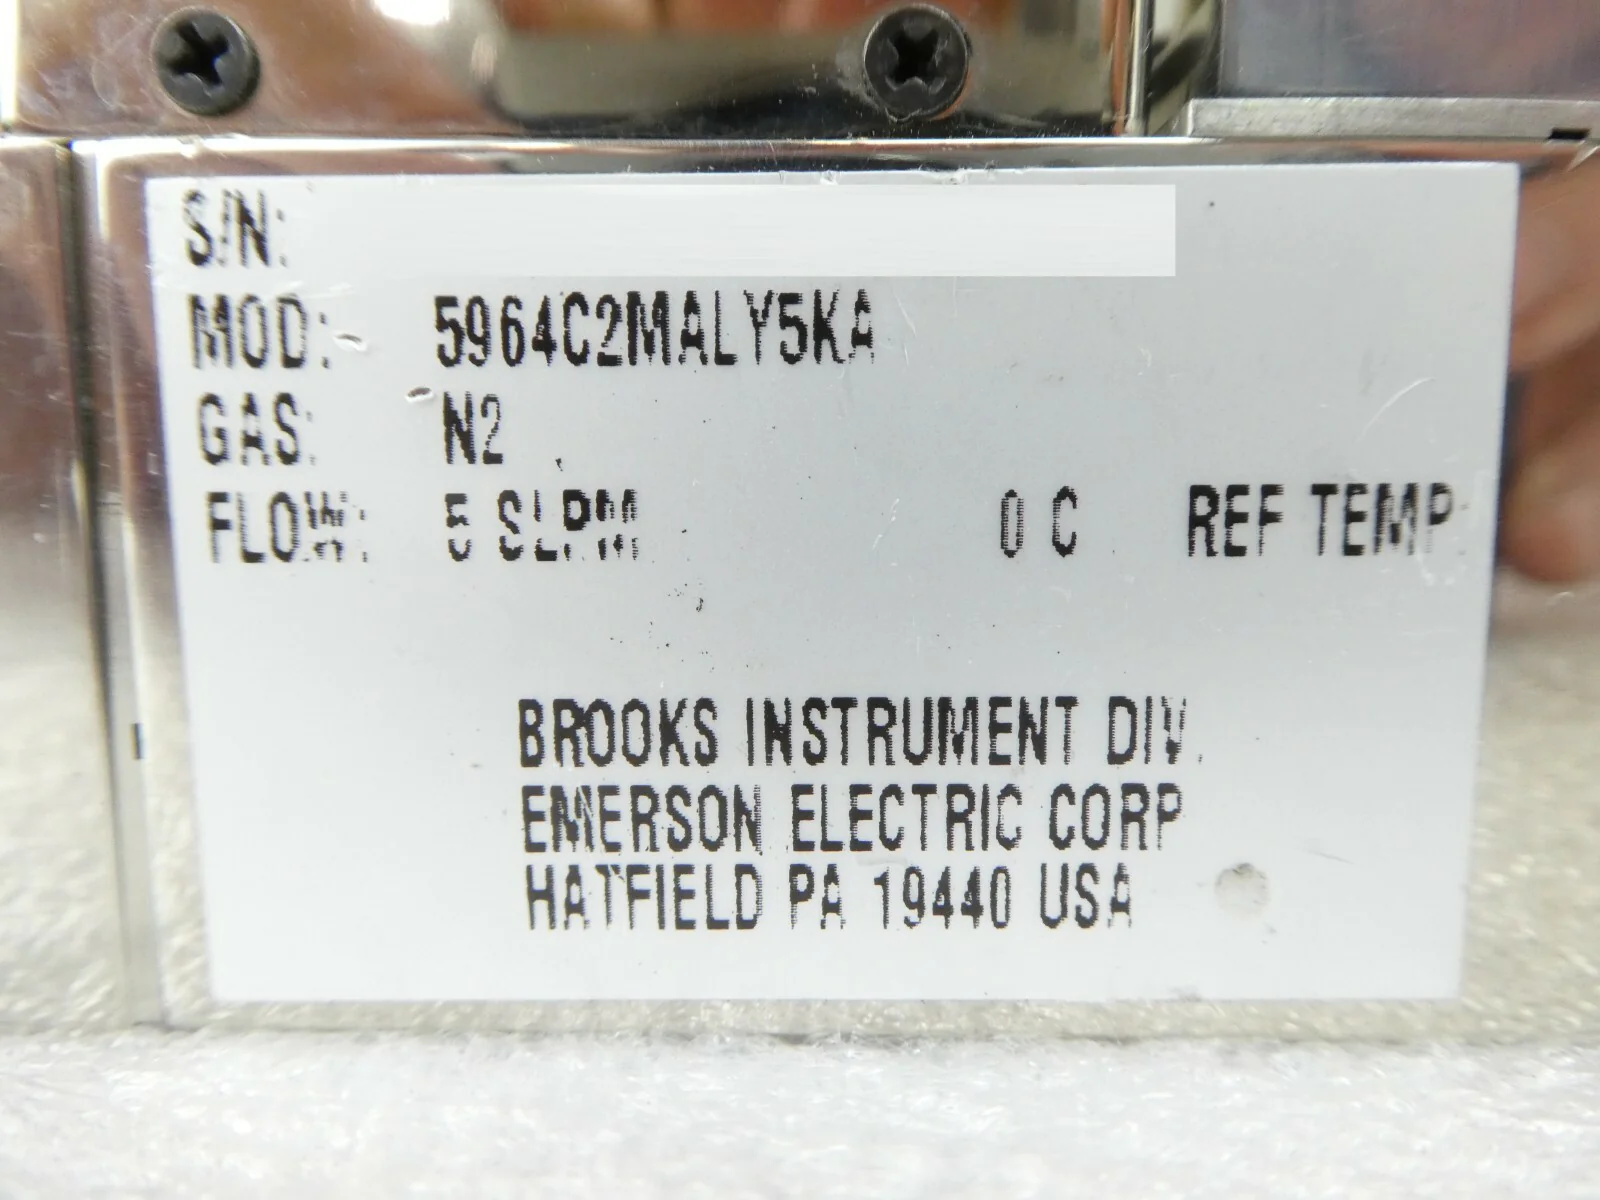 S/N:
MOD: 5964C2MALY5KA
GAS: N2
FLOW: 5 SLPM 0 C REF TEMP.
BROOKS INSTRUMENT DIV.
EMERSON ELECTRIC CORP
HATFIELD PA 19440 USA